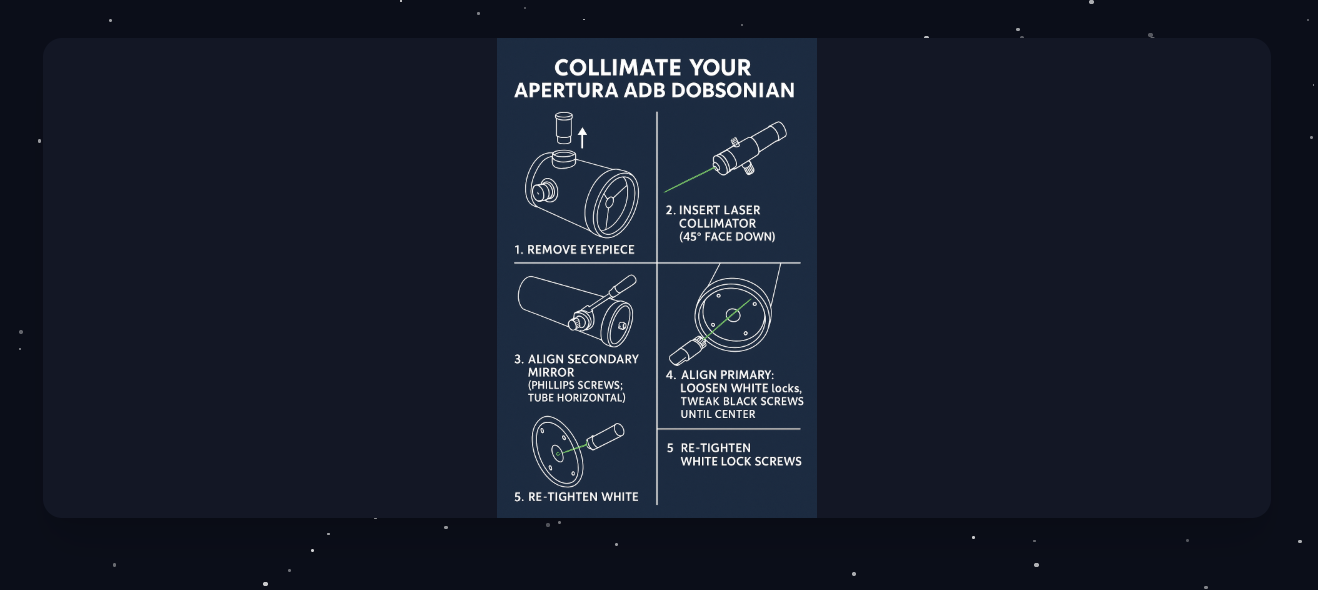 COLLIMATE YOUR
APERTURA ADB DOBSONIAN
1. REMOVE EYEPIECE
2. INSERT LASER
COLLIMATOR
(45° FACE DOWN)
3. ALIGN SECONDARY
MIRROR
(PHILLIPS SCREWS;
TUBE HORIZONTAL)
4. ALIGN PRIMARY:
LOOSEN WHITE locks,
TWEAK BLACK SCREWS
UNTIL CENTER
5. RE-TIGHTEN WHITE
5 RE-TIGHTEN
WHITE LOCK SCREWS